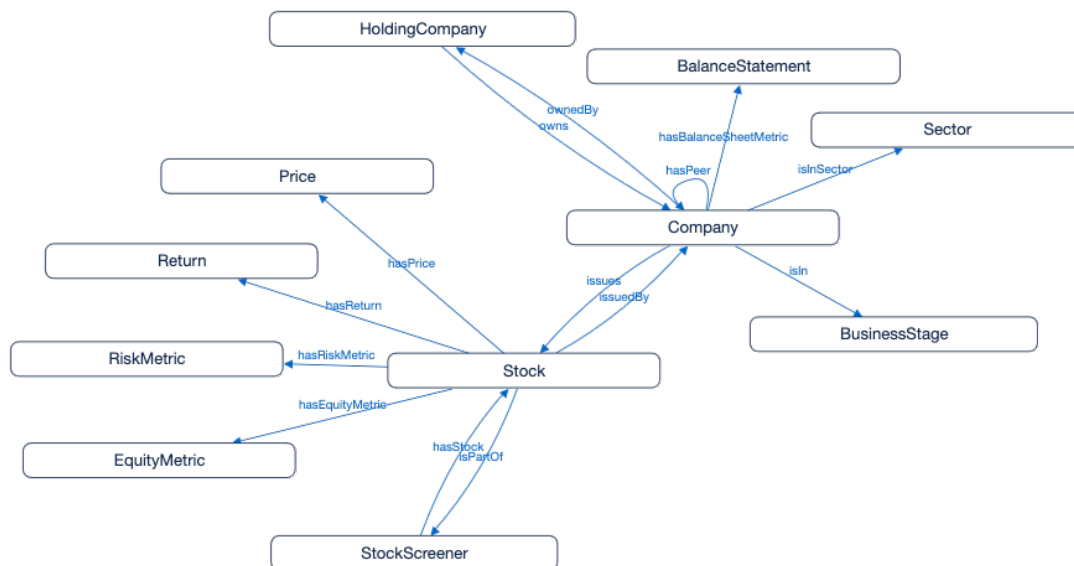 HoldingCompany
BalanceStatement
ownedBy
owns
Sector
hasBalanceSheetMetric
hasPeer
isInSector
Price
Company
Return
hasPrice
isIn
issues
issuedBy
hasReturn
BusinessStage
RiskMetric
hasRiskMetric
Stock
hasEquityMetric
hasStock
isPartOf
EquityMetric
StockScreener